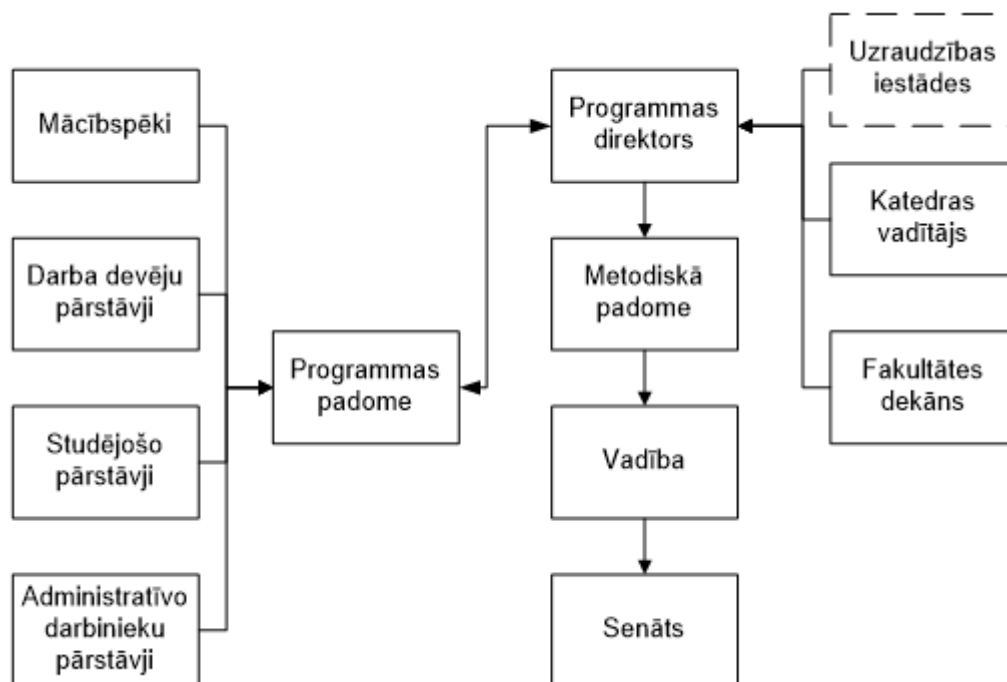 Mācībspēki
Darba devēju
pārstāvji
Studējošo
pārstāvji
Administratīvo
darbinieku
pārstāvji
Programmas
padome
Programmas
direktors
Metodiskā
padome
Vadība
Senāts
Uzraudzības
iestādes
Katedras
vadītājs
Fakultātes
dekāns